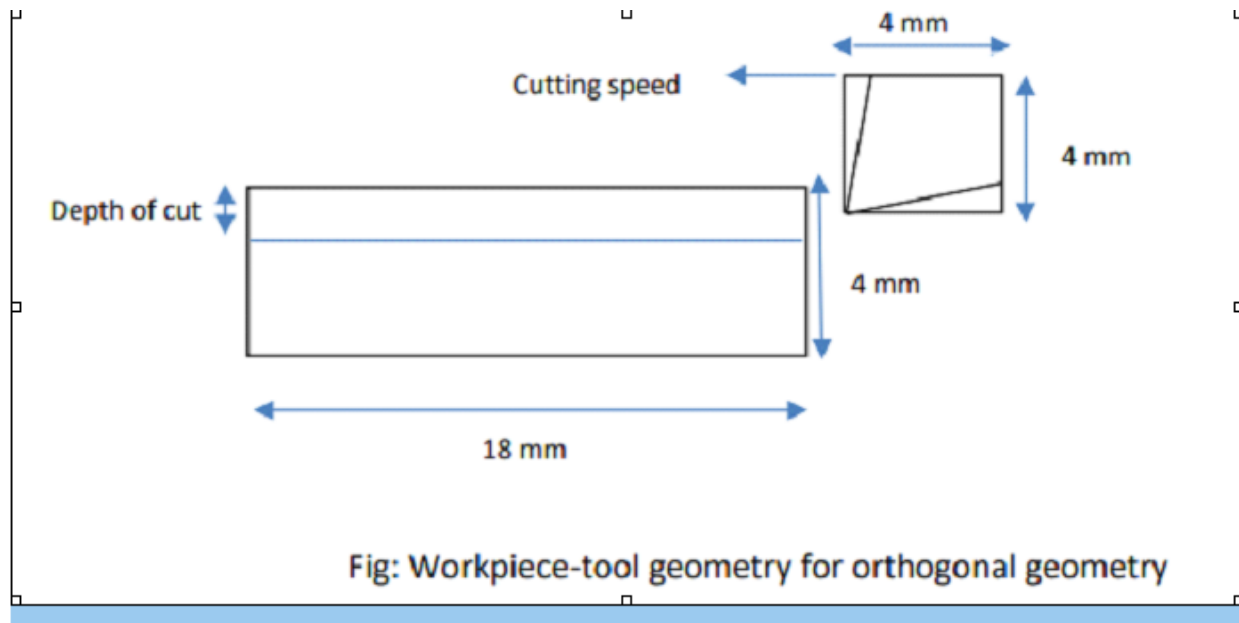 4 mm
Cutting speed
4 mm
Depth of cut
4 mm
18 mm
Fig: Workpiece-tool geometry for orthogonal geometry